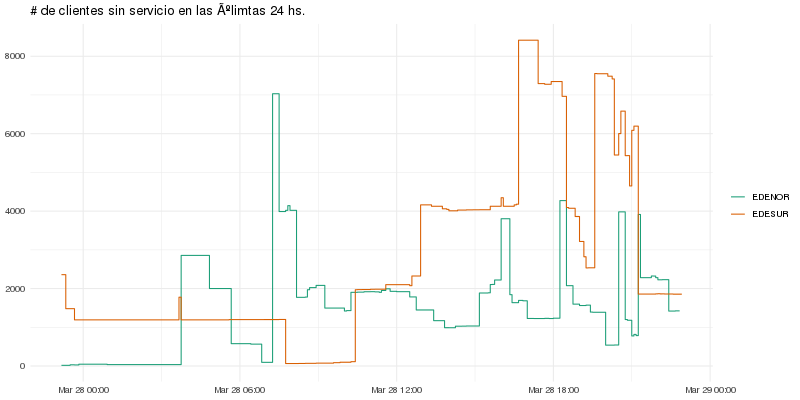 # de clientes sin servicio en las Ãºlimtas 24 hs.
8000
6000
4000
2000
0
Mar 28 00:00
Mar 28 06:00
Mar 28 12:00
Mar 28 18:00
Mar 29 00:00
EDENOR
EDESUR